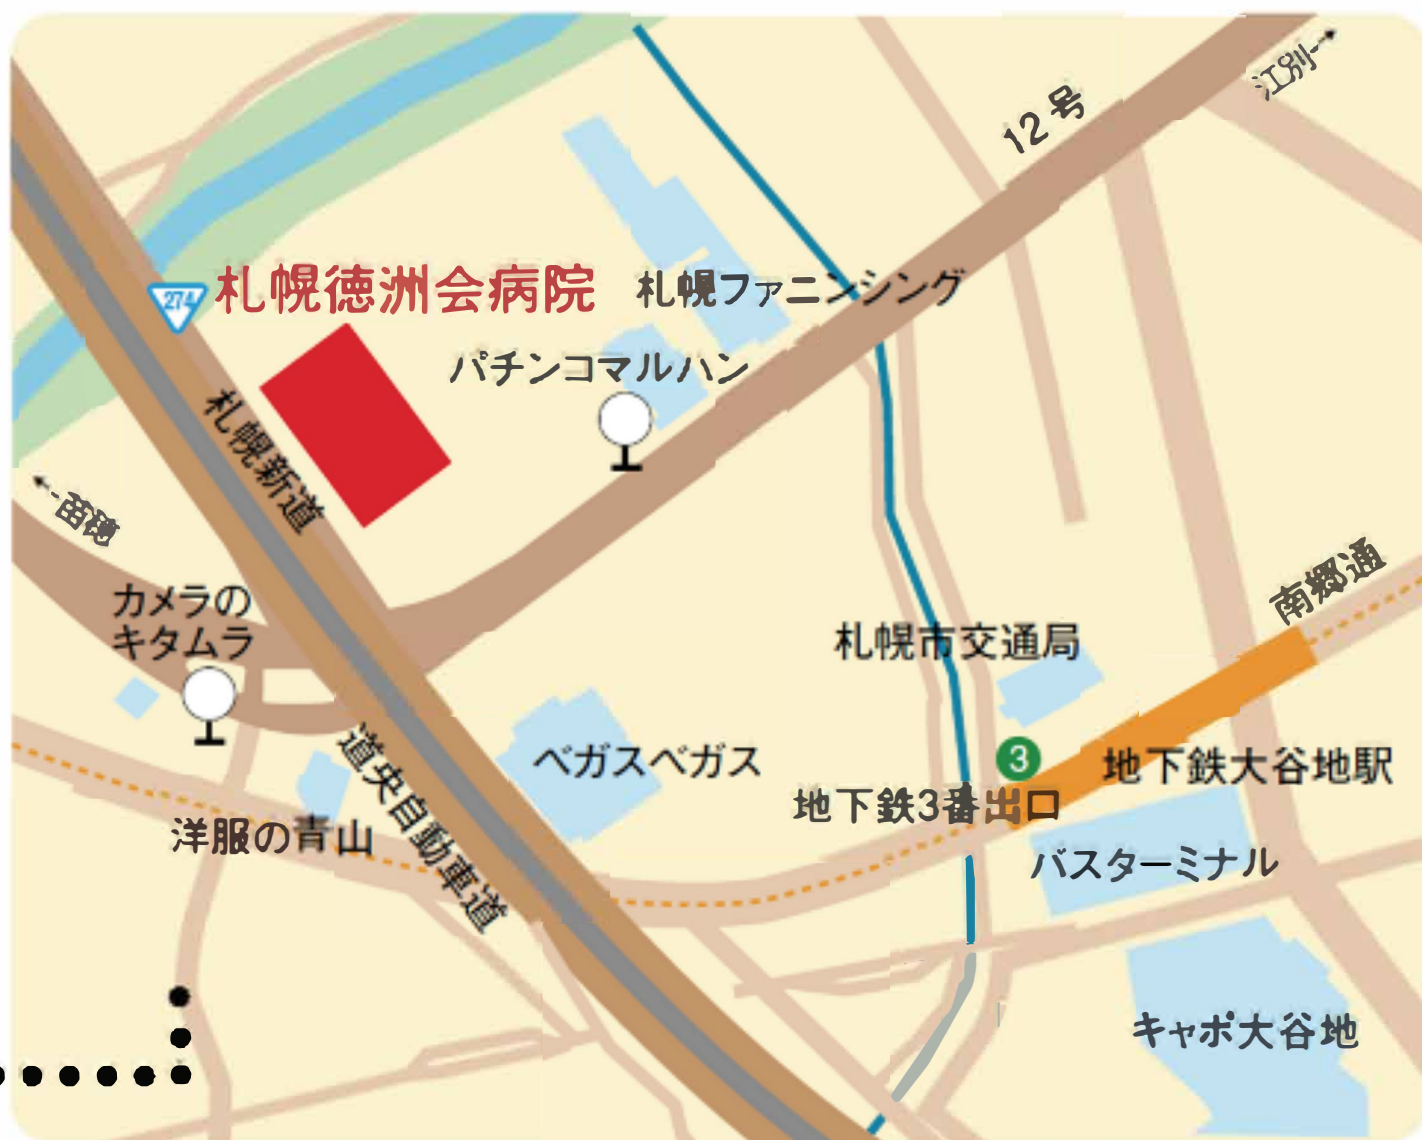 江別
12号
274
札幌徳洲会病院
札幌ファニシング
パチンコマルハン
札幌新道
カメラの
キタムラ
南郷通
札幌市交通局
道央自動車道
ベガスベガス
3
地下鉄大谷地駅
地下鉄3番出口
洋服の青山
バスターミナル
キャポ大谷地